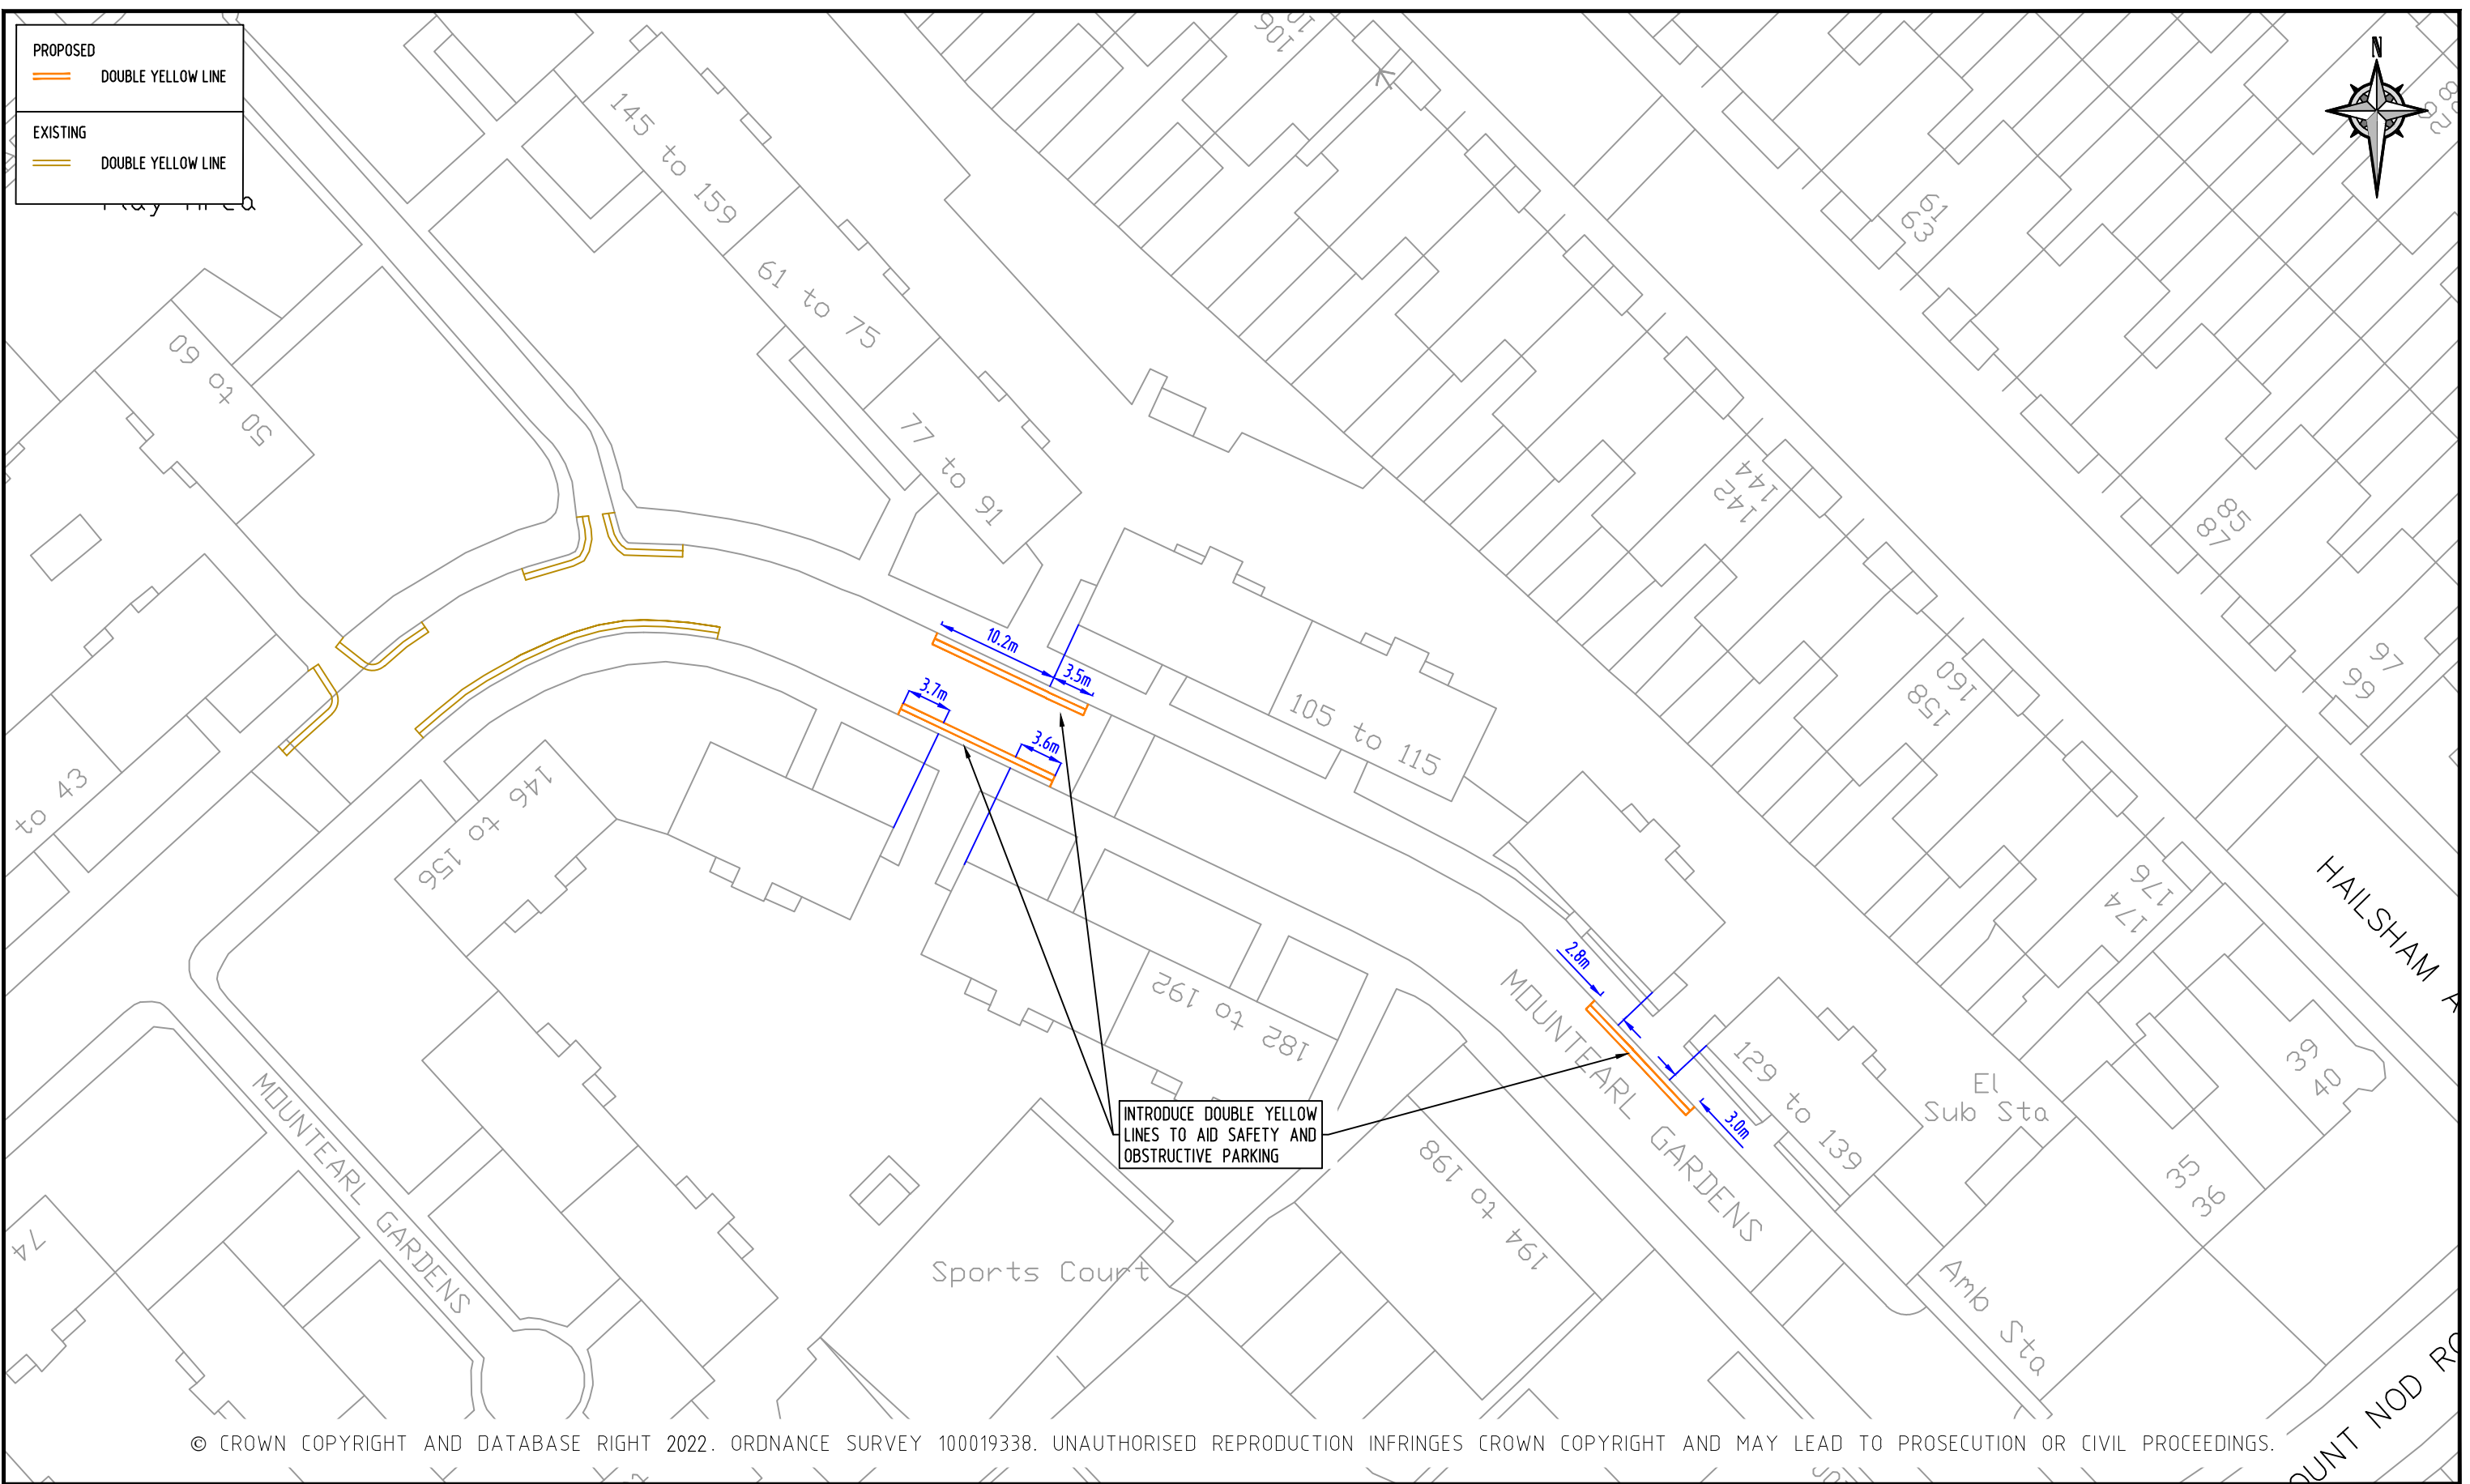 PROPOSED
DOUBLE YELLOW LINE
EXISTING
DOUBLE YELLOW LINE
N
106
145 to 159
61
63
61 to 75
50 to 60
77 to 91
144
142
85
87
97
99
10.2m
3.5m
3.7m
3.6m
105 to 115
160
158
to 43
146 to 156
176
174
HAILSHAM A
2.8m
182 to 192
MOUNTEARL GARDENS
129 to 139
El
Sub Sta
39
40
3.0m
INTRODUCE DOUBLE YELLOW
LINES TO AID SAFETY AND
OBSTRUCTIVE PARKING
MOUNTEARL GARDENS
194 to 198
35
36
74
Sports Court
Amb Sta
MOUNT NOD RO
© CROWN COPYRIGHT AND DATABASE RIGHT 2022. ORDNANCE SURVEY 100019338. UNAUTHORISED REPRODUCTION INFRINGES CROWN COPYRIGHT AND MAY LEAD TO PROSECUTION OR CIVIL PROCEEDINGS.